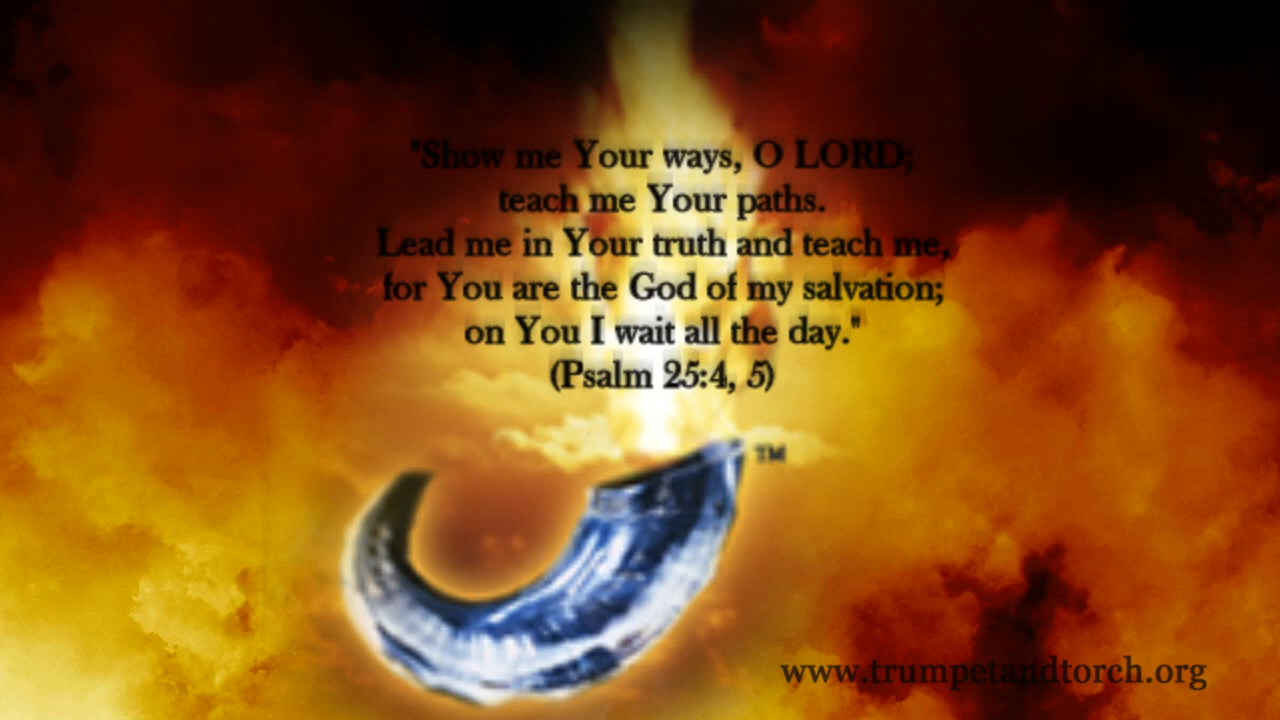 "Show me Your ways, O LORD;
teach me Your paths.
Lead me in Your truth and teach me,
for You are the God of my salvation;
on You I wait all the day."
(Psalm 25:4, 5)
TM
www.trumpetandtorch.org